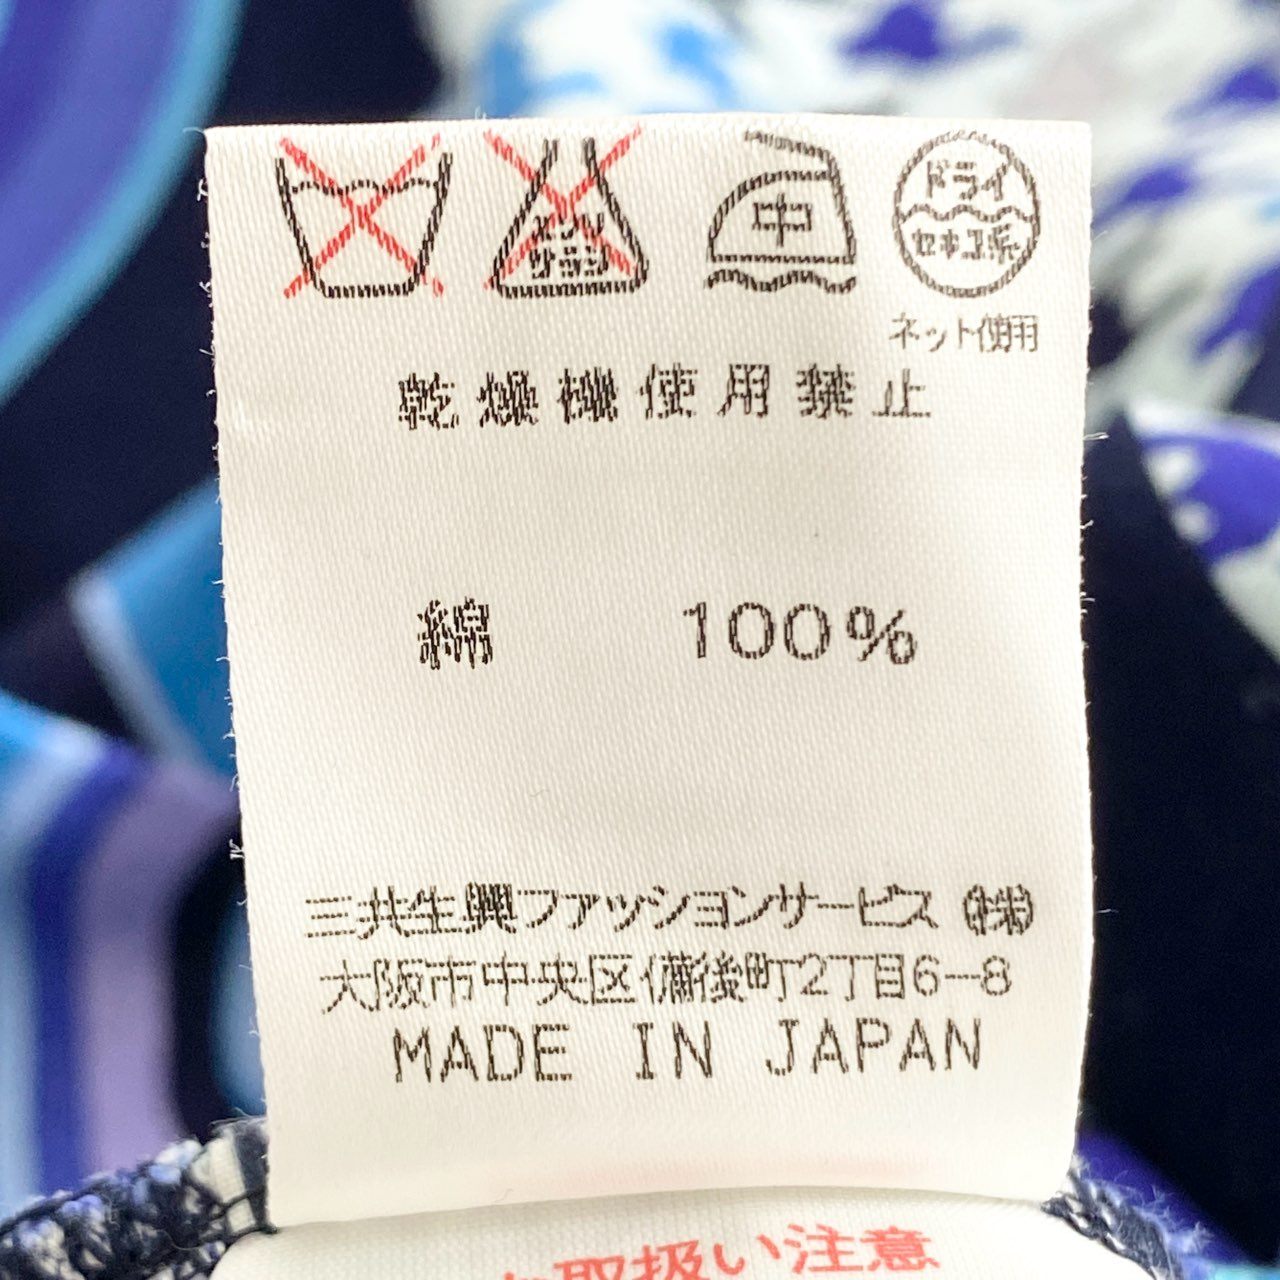 エンソ サラシ 中 ドライ
セキユ系
ネット使用
乾燥機使用禁止
綿 100%
三共生興ファッションサービス㈱
大阪市中央区備後町2丁目6-8
MADE IN JAPAN
取扱い注意